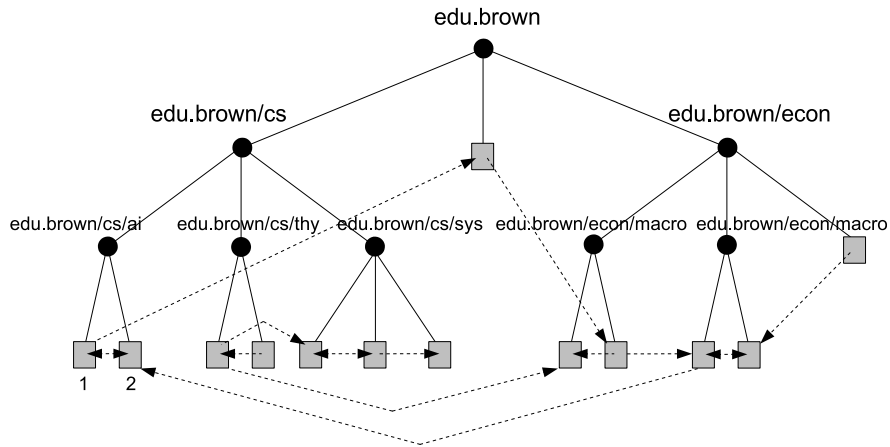 edu.brown
edu.brown/cs
edu.brown/econ
edu.brown/cs/ai
edu.brown/cs/thy
edu.brown/cs/sys
edu.brown/econ/macro
edu.brown/econ/macro
1
2